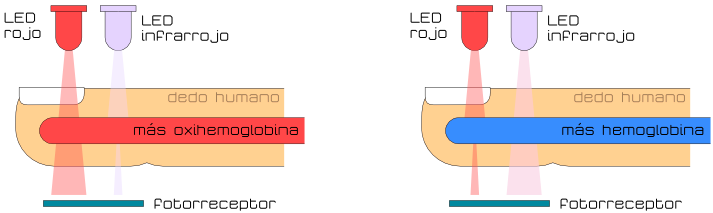 LED
rojo
LED
infrarrojo
dedo humano
más oxihemoglobina
fotorreceptor
LED
rojo
LED
infrarrojo
dedo humano
más hemoglobina
fotorreceptor